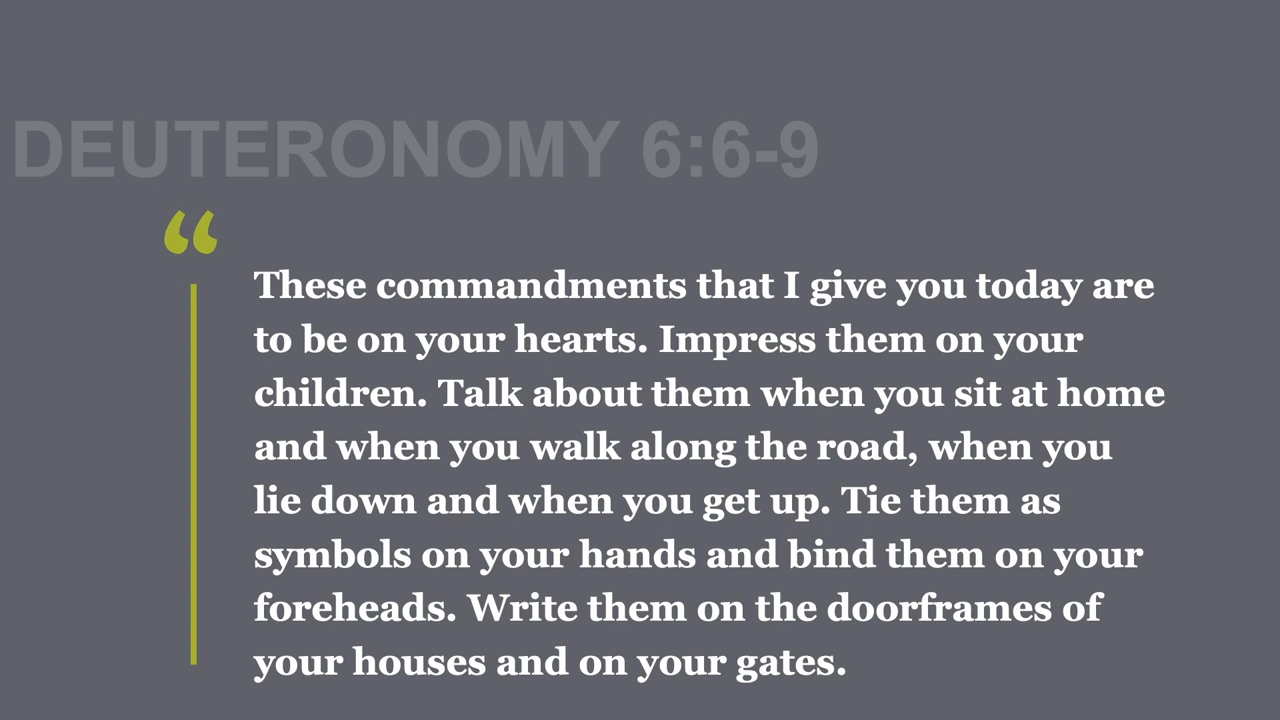 DEUTERONOMY 6:6-9
“
These commandments that I give you today are
to be on your hearts. Impress them on your
children. Talk about them when you sit at home
and when you walk along the road, when you
lie down and when you get up. Tie them as
symbols on your hands and bind them on your
foreheads. Write them on the doorframes of
your houses and on your gates.